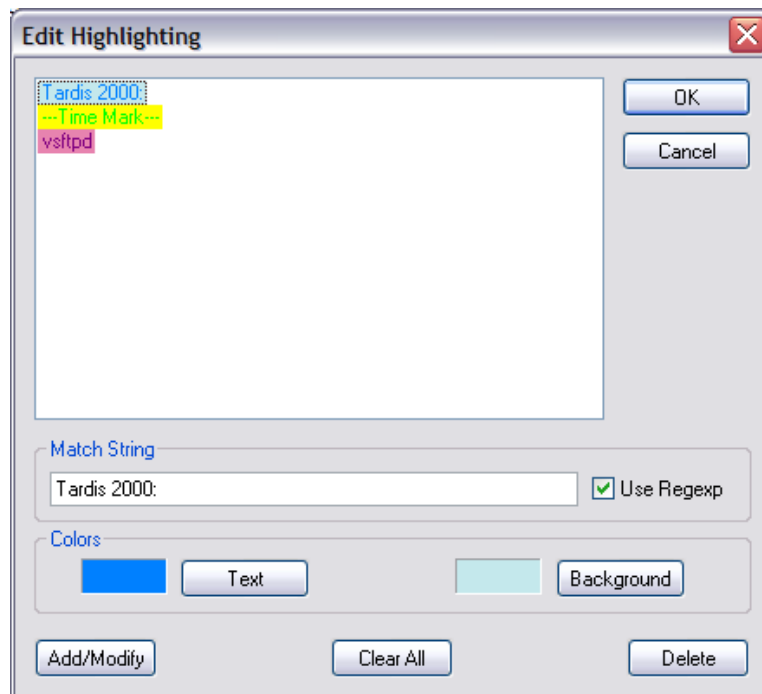 Edit Highlighting
Tardis 2000:
---Time Mark---
vsftpd
OK
Cancel
Match String
Tardis 2000:
Use Regexp
Colors
Text
Background
Add/Modify
Clear All
Delete